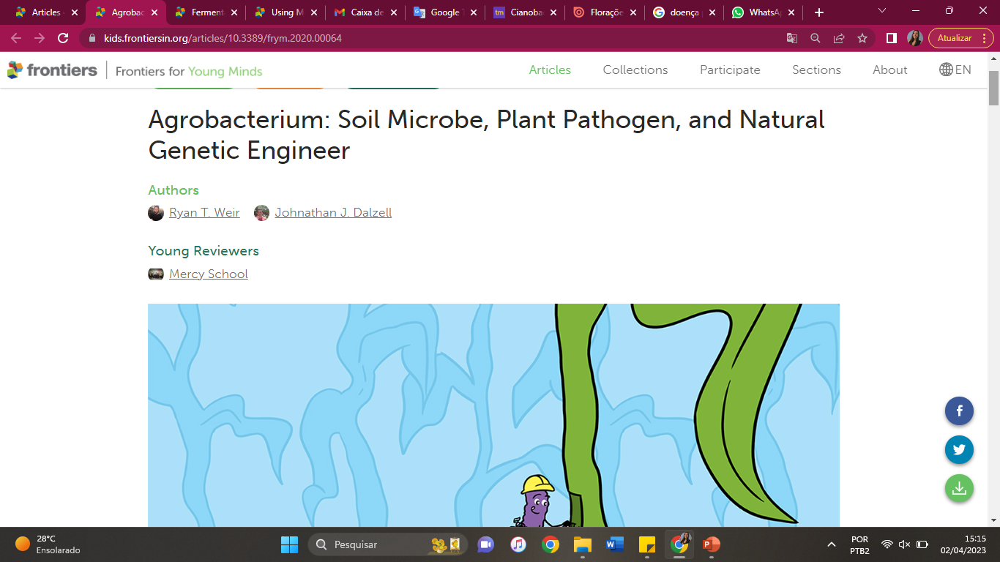 Articles
Agrobac
Ferment
Using M
Caixa de
Google T
Cianoba
Floraçõe
doença
WhatsAp
kids.frontiersin.org/articles/10.3389/frym.2020.00064
Atualizar
frontiers
Frontiers for Young Minds
Articles
Collections
Participate
Sections
About
EN
Agrobacterium: Soil Microbe, Plant Pathogen, and Natural
Genetic Engineer
Authors
Ryan T. Weir
Johnathan J. Dalzell
Young Reviewers
Mercy School
28°C
Ensolarado
Pesquisar
POR
PTB2
15:15
02/04/2023